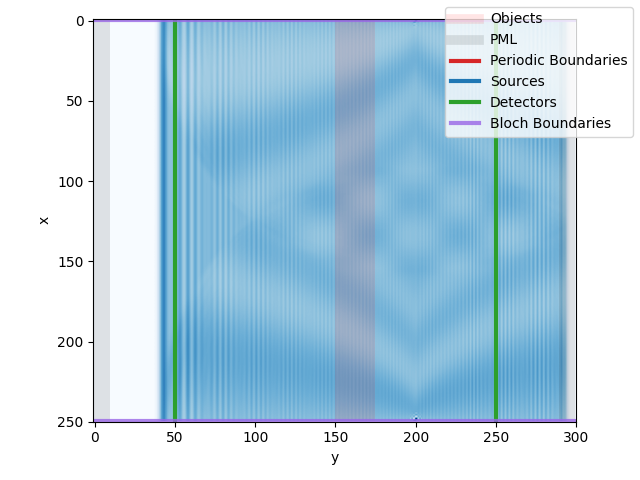 Objects
PML
Periodic Boundaries
Sources
Detectors
Bloch Boundaries
0
50
100
150
200
250
x
0
50
100
150
200
250
300
y